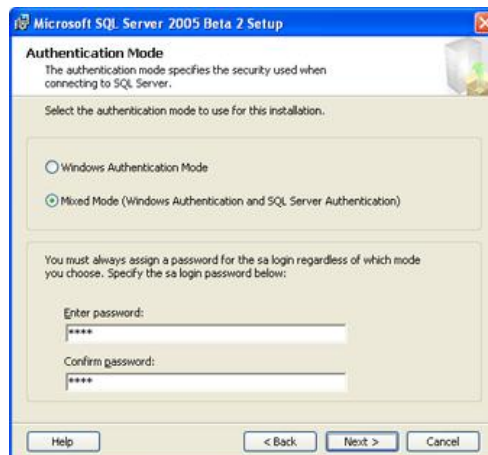 Microsoft SQL Server 2005 Beta 2 Setup
Authentication Mode
The authentication mode specifies the security used when
connecting to SQL Server.
Select the authentication mode to use for this installation.
Windows Authentication Mode
Mixed Mode (Windows Authentication and SQL Server Authentication)
You must always assign a password for the sa login regardless of which mode
you choose. Specify the sa login password below:
Enter password:
****
Confirm password:
****
Help
< Back
Next >
Cancel